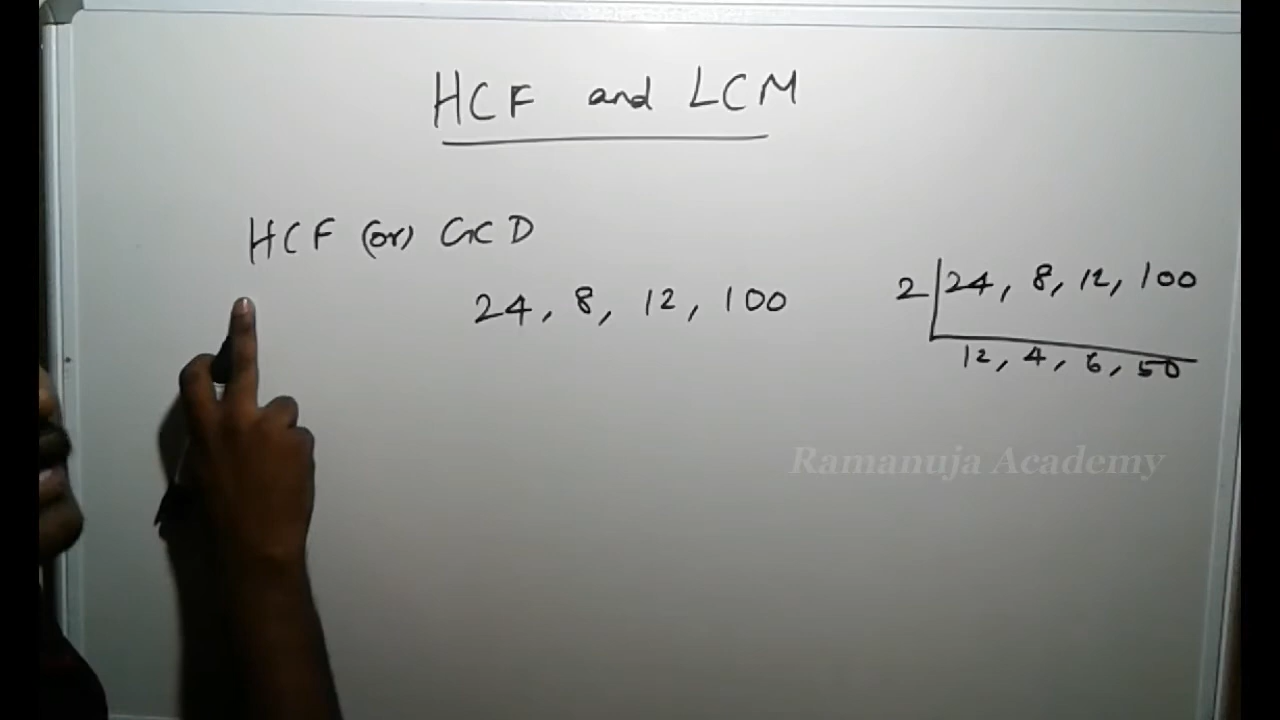 HCF and LCM
HCF (or) GCD
24, 8, 12, 100
2 24, 8, 12, 100
12, 4, 6, 50
Ramanuja Academy